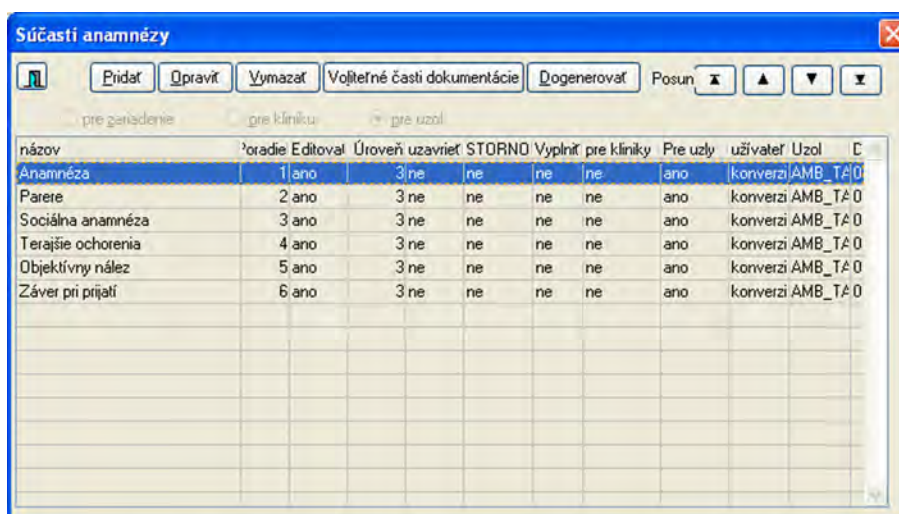 Súčastí anamnézy
Pridať Opraviť Vymazať Voliteľné časti dokumentácie Dogenerovať Posun
pre zariadenie pre kliniku pre uzol
názov Poradie Editoval Úroveň uzavrieť STORNO Vyplniť pre kliniky Pre uzly užívateľ Uzol D
Anamnéza 1 ano 3 ne ne ne ne ano konverzi AMB_TA 0
Parere 2 ano 3 ne ne ne ne ano konverzi AMB_TA 0
Sociálna anamnéza 3 ano 3 ne ne ne ne ano konverzi AMB_TA 0
Terajšie ochorenia 4 ano 3 ne ne ne ne ano konverzi AMB_TA 0
Objektívny nález 5 ano 3 ne ne ne ne ano konverzi AMB_TA 0
Záver pri prijatí 6 ano 3 ne ne ne ne ano konverzi AMB_TA 0